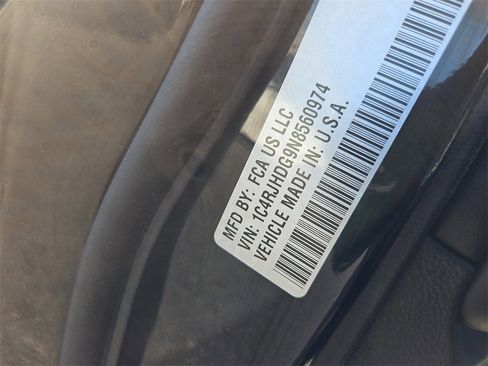 MFD BY: FCA US LLC
VIN: 1C4RJHDG9N8560974
VEHICLE MADE IN: U.S.A.